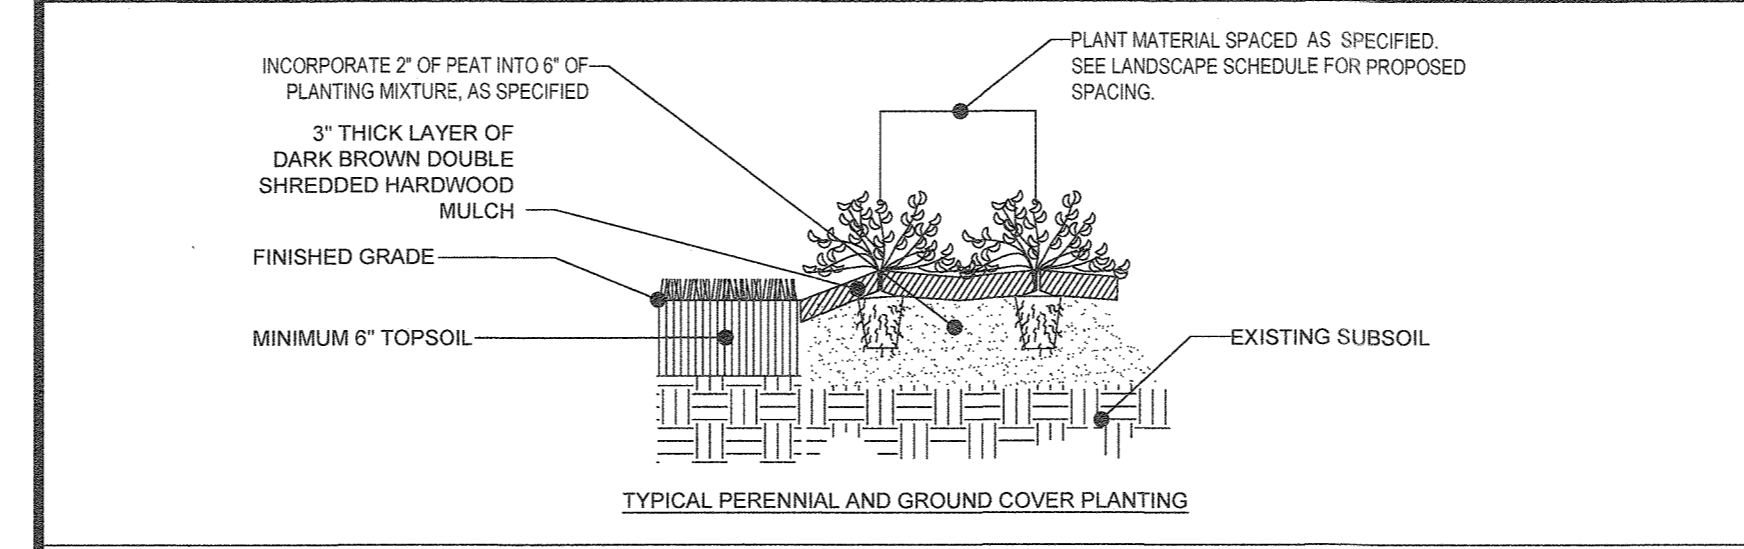 INCORPORATE 2" OF PEAT INTO 6" OF
PLANTING MIXTURE, AS SPECIFIED
3" THICK LAYER OF
DARK BROWN DOUBLE
SHREDDED HARDWOOD
MULCH
FINISHED GRADE
MINIMUM 6" TOPSOIL
PLANT MATERIAL SPACED AS SPECIFIED.
SEE LANDSCAPE SCHEDULE FOR PROPOSED
SPACING.
EXISTING SUBSOIL
TYPICAL PERENNIAL AND GROUND COVER PLANTING